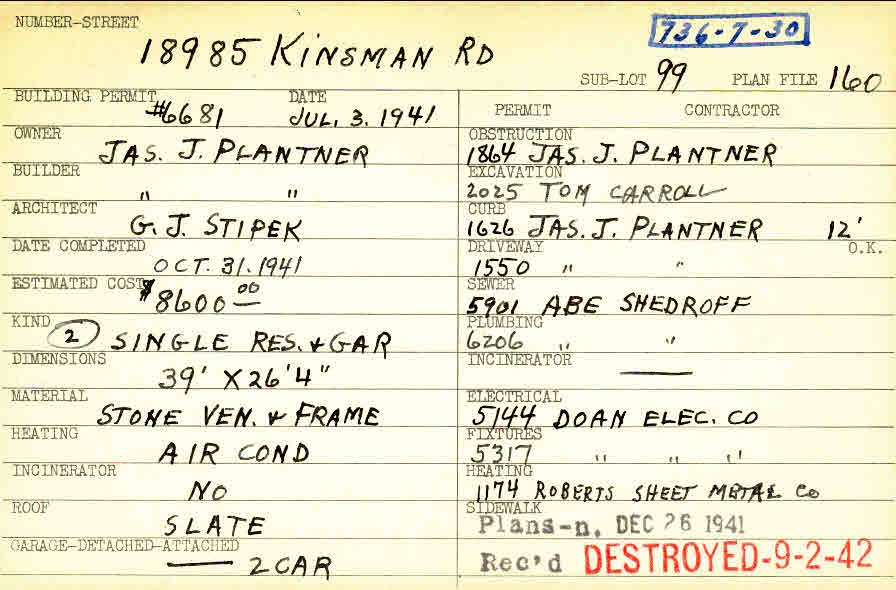 NUMBER-STREET
18985 KINSMAN RD
736-7-30
SUB-LOT 99 PLAN FILE 160
BUILDING PERMIT DATE
#6681 JUL. 3. 1941
OWNER
JAS. J. PLANTNER
BUILDER
" "
ARCHITECT
G. J. STIPEK
DATE COMPLETED
OCT. 31. 1941
ESTIMATED COST
$8600 00
KIND
2 SINGLE RES. & GAR
DIMENSIONS
39' X 26'4"
MATERIAL
STONE VEN. & FRAME
HEATING
AIR COND
INCINERATOR
NO
ROOF
SLATE
GARAGE-DETACHED-ATTACHED
— 2 CAR
PERMIT CONTRACTOR
OBSTRUCTION
1864 JAS. J. PLANTNER
EXCAVATION
2025 TOM CARROLL
CURB
1626 JAS. J. PLANTNER 12'
DRIVEWAY O.K.
1550 " "
SEWER
5901 ABE SHEDROFF
PLUMBING
6206 " "
INCINERATOR
—
ELECTRICAL
5144 DOAN ELEC. CO
FIXTURES
5317 " " "
HEATING
1174 ROBERTS SHEET METAL CO
SIDEWALK
Plans-n. DEC 26 1941
Rec'd DESTROYED-9-2-42